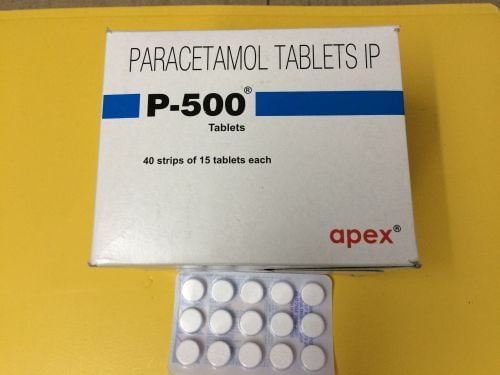 PARACETAMOL TABLETS IP
P-500®
Tablets
40 strips of 15 tablets each
apex®